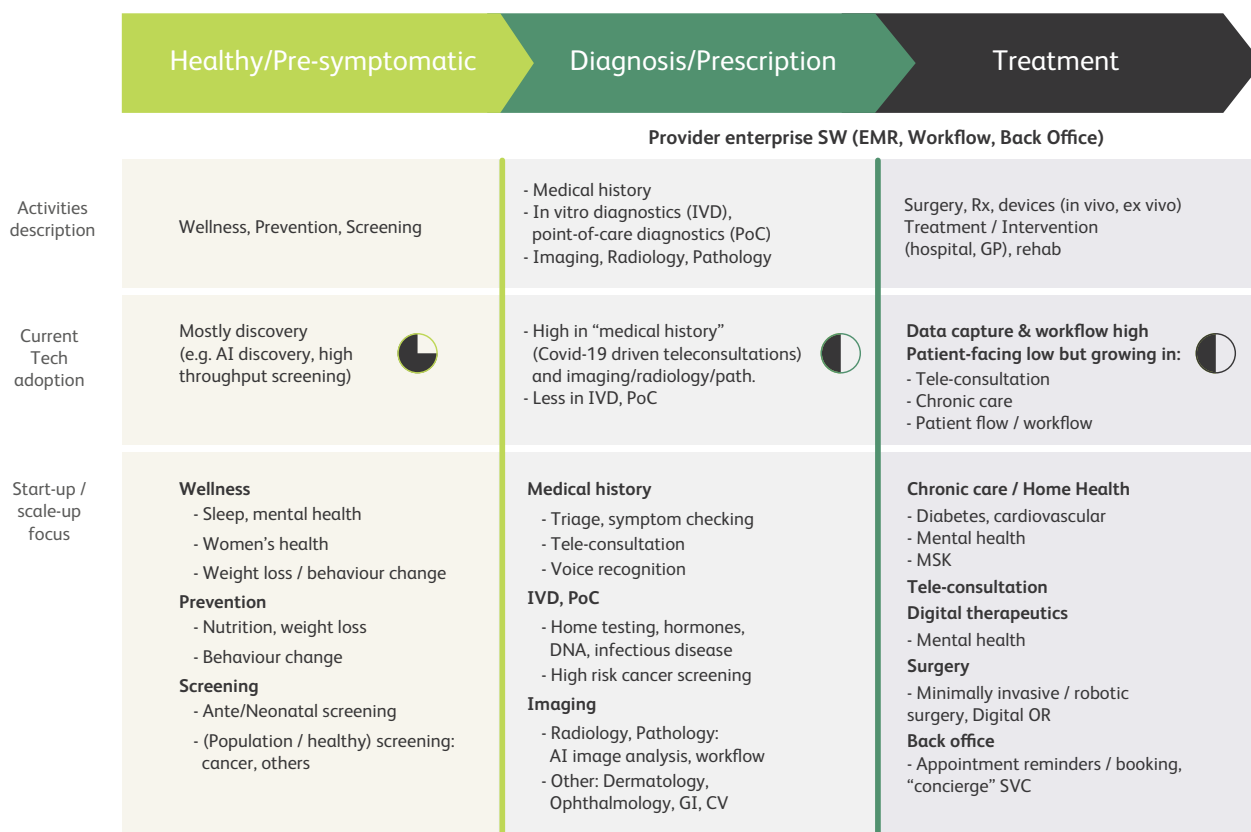 Healthy/Pre-symptomatic
Diagnosis/Prescription
Treatment
Provider enterprise SW (EMR, Workflow, Back Office)
Activities
description
Wellness, Prevention, Screening
- Medical history
- In vitro diagnostics (IVD),
point-of-care diagnostics (PoC)
- Imaging, Radiology, Pathology
Surgery, Rx, devices (in vivo, ex vivo)
Treatment / Intervention
(hospital, GP), rehab
Current
Tech
adoption
Mostly discovery
(e.g. AI discovery, high
throughput screening)
- High in “medical history”
(Covid-19 driven teleconsultations)
and imaging/radiology/path.
- Less in IVD, PoC
Data capture & workflow high
Patient-facing low but growing in:
- Tele-consultation
- Chronic care
- Patient flow / workflow
Start-up /
scale-up
focus
Wellness
- Sleep, mental health
- Women’s health
- Weight loss / behaviour change
Prevention
- Nutrition, weight loss
- Behaviour change
Screening
- Ante/Neonatal screening
- (Population / healthy) screening:
cancer, others
Medical history
- Triage, symptom checking
- Tele-consultation
- Voice recognition
IVD, PoC
- Home testing, hormones,
DNA, infectious disease
- High risk cancer screening
Imaging
- Radiology, Pathology:
AI image analysis, workflow
- Other: Dermatology,
Ophthalmology, GI, CV
Chronic care / Home Health
- Diabetes, cardiovascular
- Mental health
- MSK
Tele-consultation
Digital therapeutics
- Mental health
Surgery
- Minimally invasive / robotic
surgery, Digital OR
Back office
- Appointment reminders / booking,
“concierge” SVC